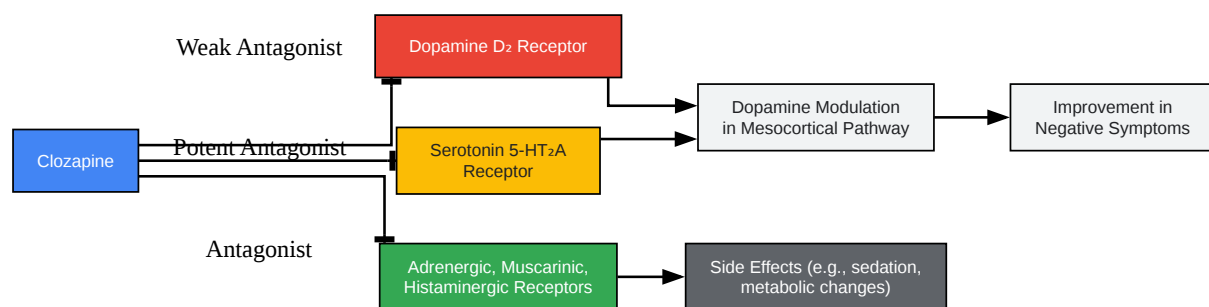 Weak Antagonist
Dopamine D₂ Receptor
Dopamine Modulation
in Mesocortical Pathway
Improvement in
Negative Symptoms
Clozapine
Potent Antagonist
Serotonin 5-HT₂A
Receptor
Antagonist
Adrenergic, Muscarinic,
Histaminergic Receptors
Side Effects (e.g., sedation,
metabolic changes)